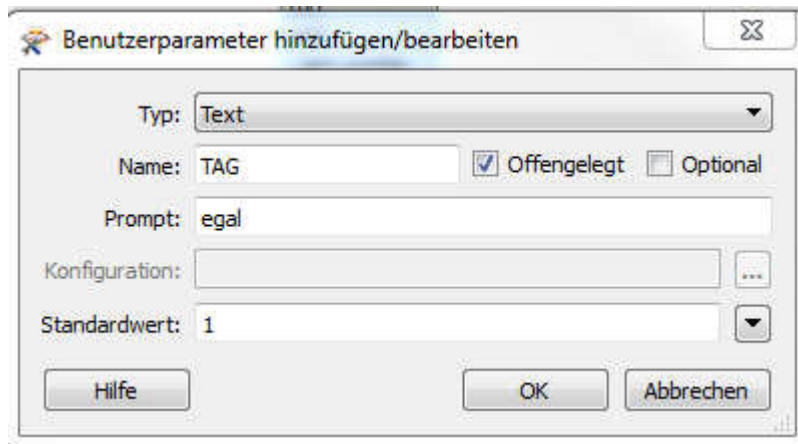 Benutzerparameter hinzufügen/bearbeiten
Typ: Text
Name: TAG Offengelegt Optional
Prompt: egal
Konfiguration: ...
Standardwert: 1
Hilfe OK Abbrechen